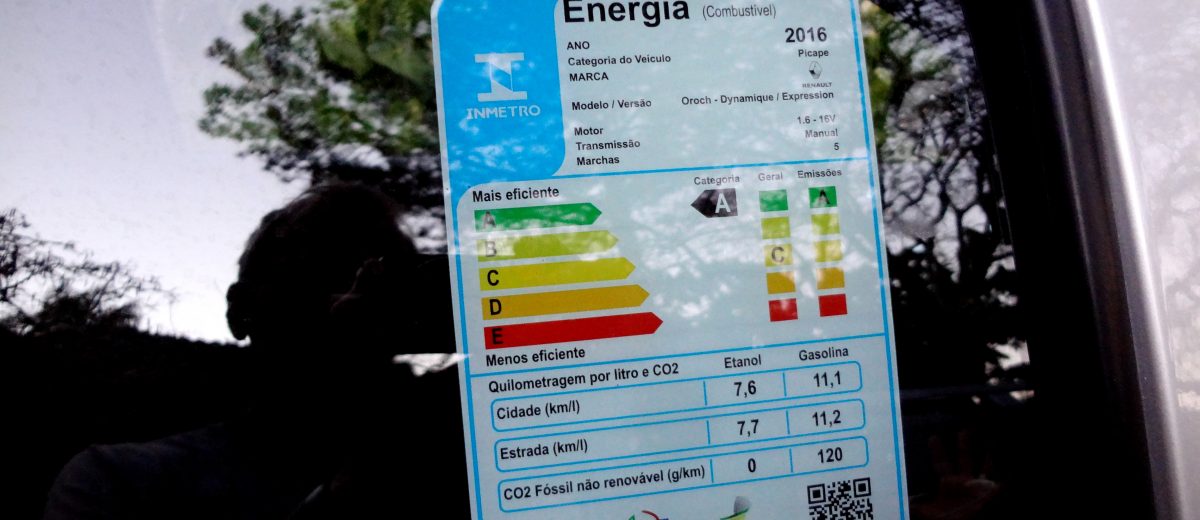 Energia (Combustível)
ANO 2016
Categoria do Veículo Picape
MARCA RENAULT
Modelo / Versão Oroch - Dynamique / Expression
Motor 1.6 - 16V
Transmissão Manual
Marchas 5
INMETRO
Mais eficiente
Categoria Geral Emissões
A A A
B
C C
D
E
Menos eficiente
Quilometragem por litro e CO2 Etanol Gasolina
Cidade (km/l) 7,6 11,1
Estrada (km/l) 7,7 11,2
CO2 Fóssil não renovável (g/km) 0 120